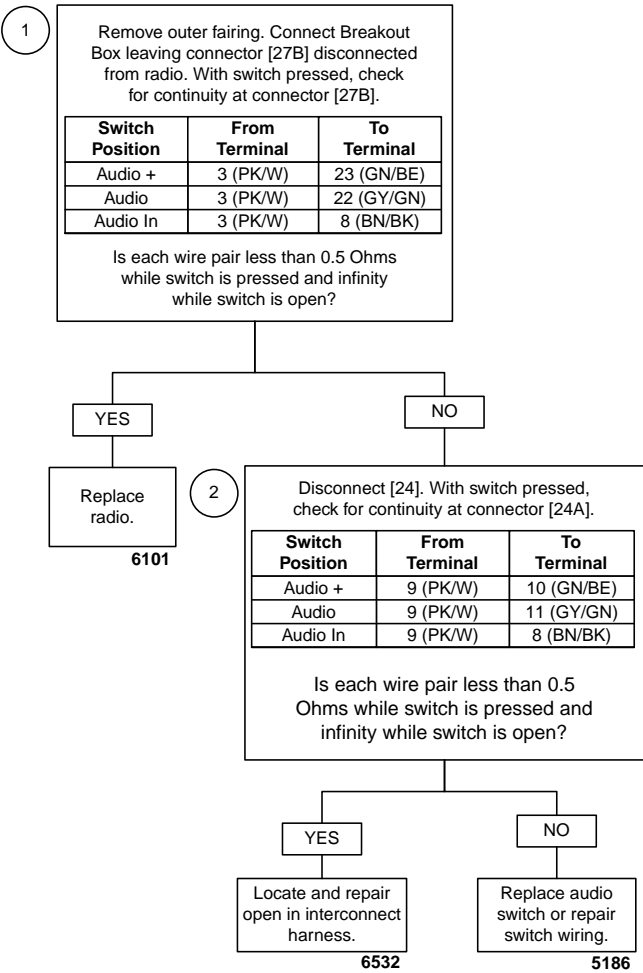 1
Remove outer fairing. Connect Breakout
Box leaving connector [27B] disconnected
from radio. With switch pressed, check
for continuity at connector [27B].
Switch Position From Terminal To Terminal
Audio + 3 (PK/W) 23 (GN/BE)
Audio 3 (PK/W) 22 (GY/GN)
Audio In 3 (PK/W) 8 (BN/BK)
Is each wire pair less than 0.5 Ohms
while switch is pressed and infinity
while switch is open?
YES
NO
Replace
radio.
6101
2
Disconnect [24]. With switch pressed,
check for continuity at connector [24A].
Switch Position From Terminal To Terminal
Audio + 9 (PK/W) 10 (GN/BE)
Audio 9 (PK/W) 11 (GY/GN)
Audio In 9 (PK/W) 8 (BN/BK)
Is each wire pair less than 0.5
Ohms while switch is pressed and
infinity while switch is open?
YES
NO
Locate and repair
open in interconnect
harness.
6532
Replace audio
switch or repair
switch wiring.
5186